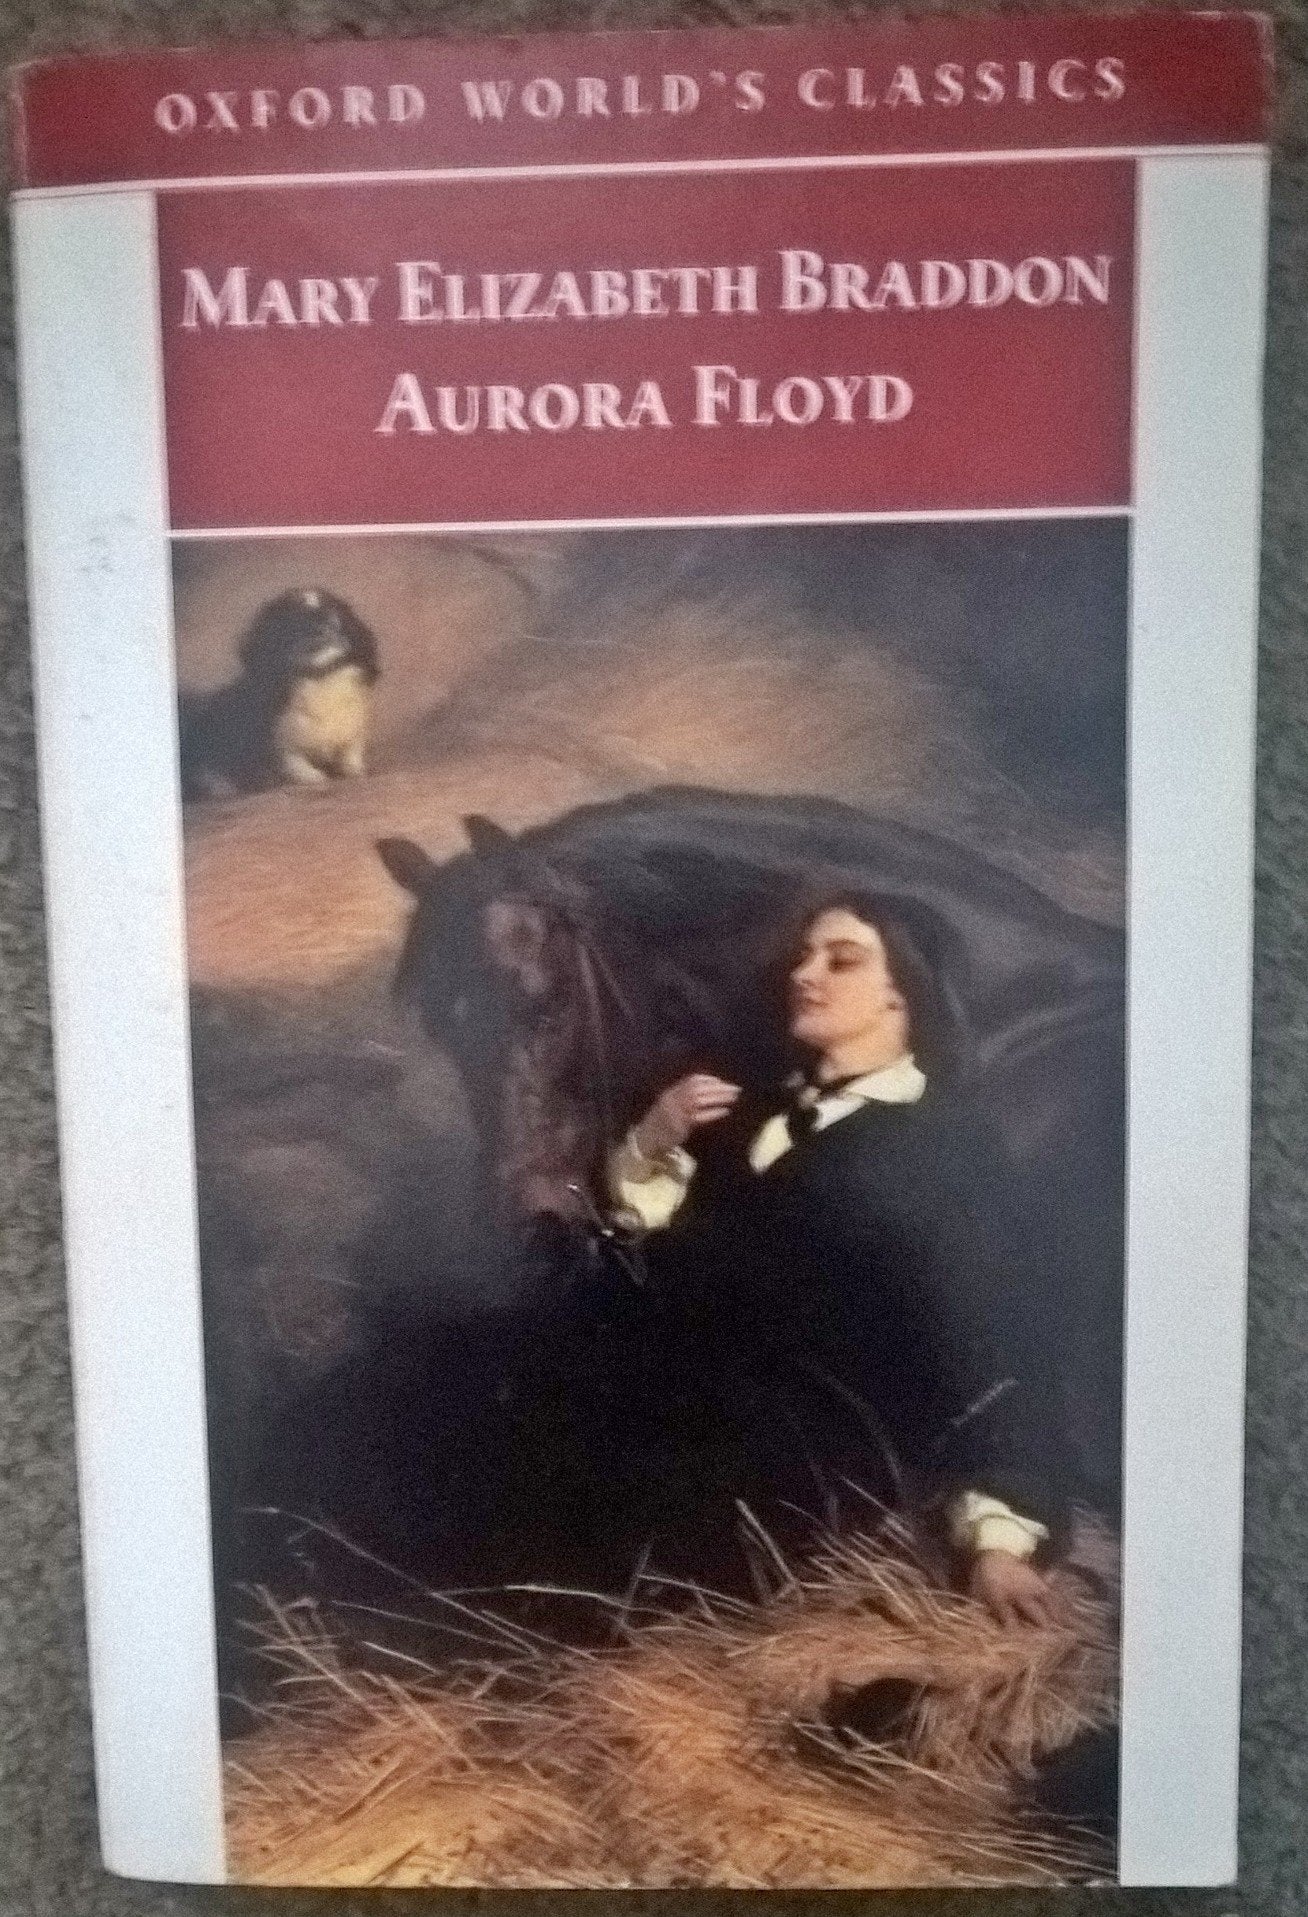 OXFORD WORLD'S CLASSICS
MARY ELIZABETH BRADDON
AURORA FLOYD